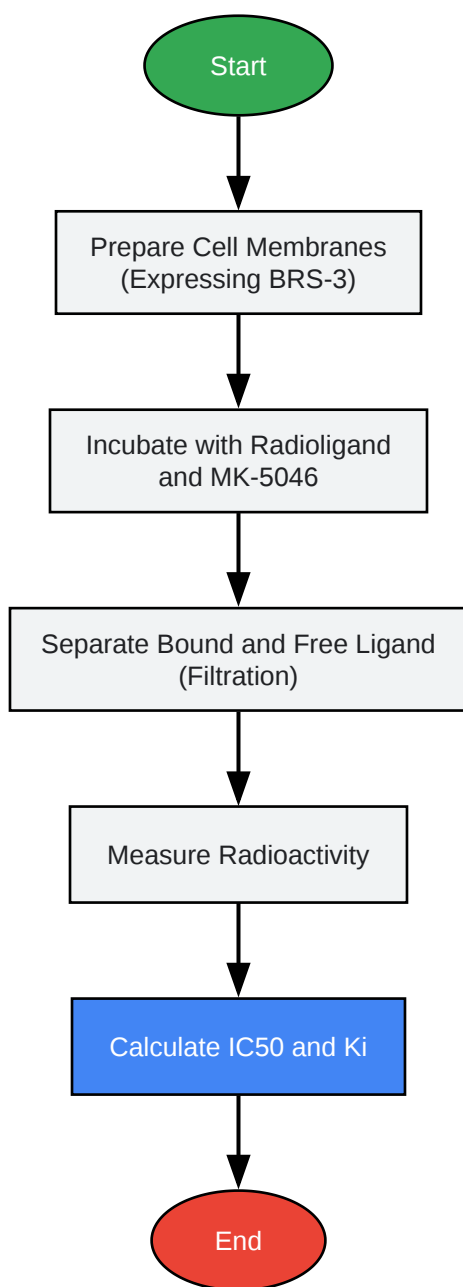 Start
Prepare Cell Membranes
(Expressing BRS-3)
Incubate with Radioligand
and MK-5046
Separate Bound and Free Ligand
(Filtration)
Measure Radioactivity
Calculate IC50 and Ki
End